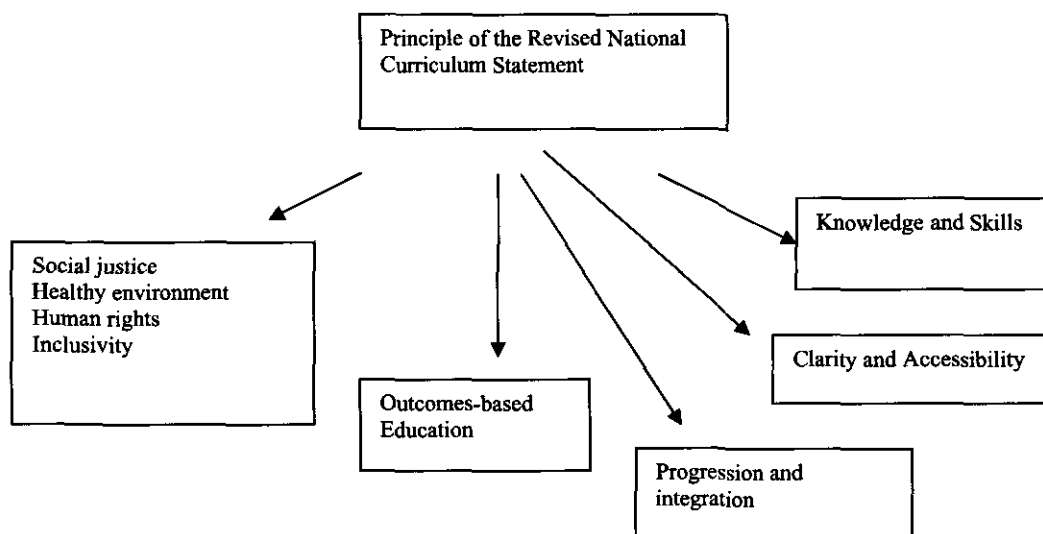 Principle of the Revised National
Curriculum Statement
Knowledge and Skills
Social justice
Healthy environment
Human rights
Inclusivity
Clarity and Accessibility
Outcomes-based
Education
Progression and
integration